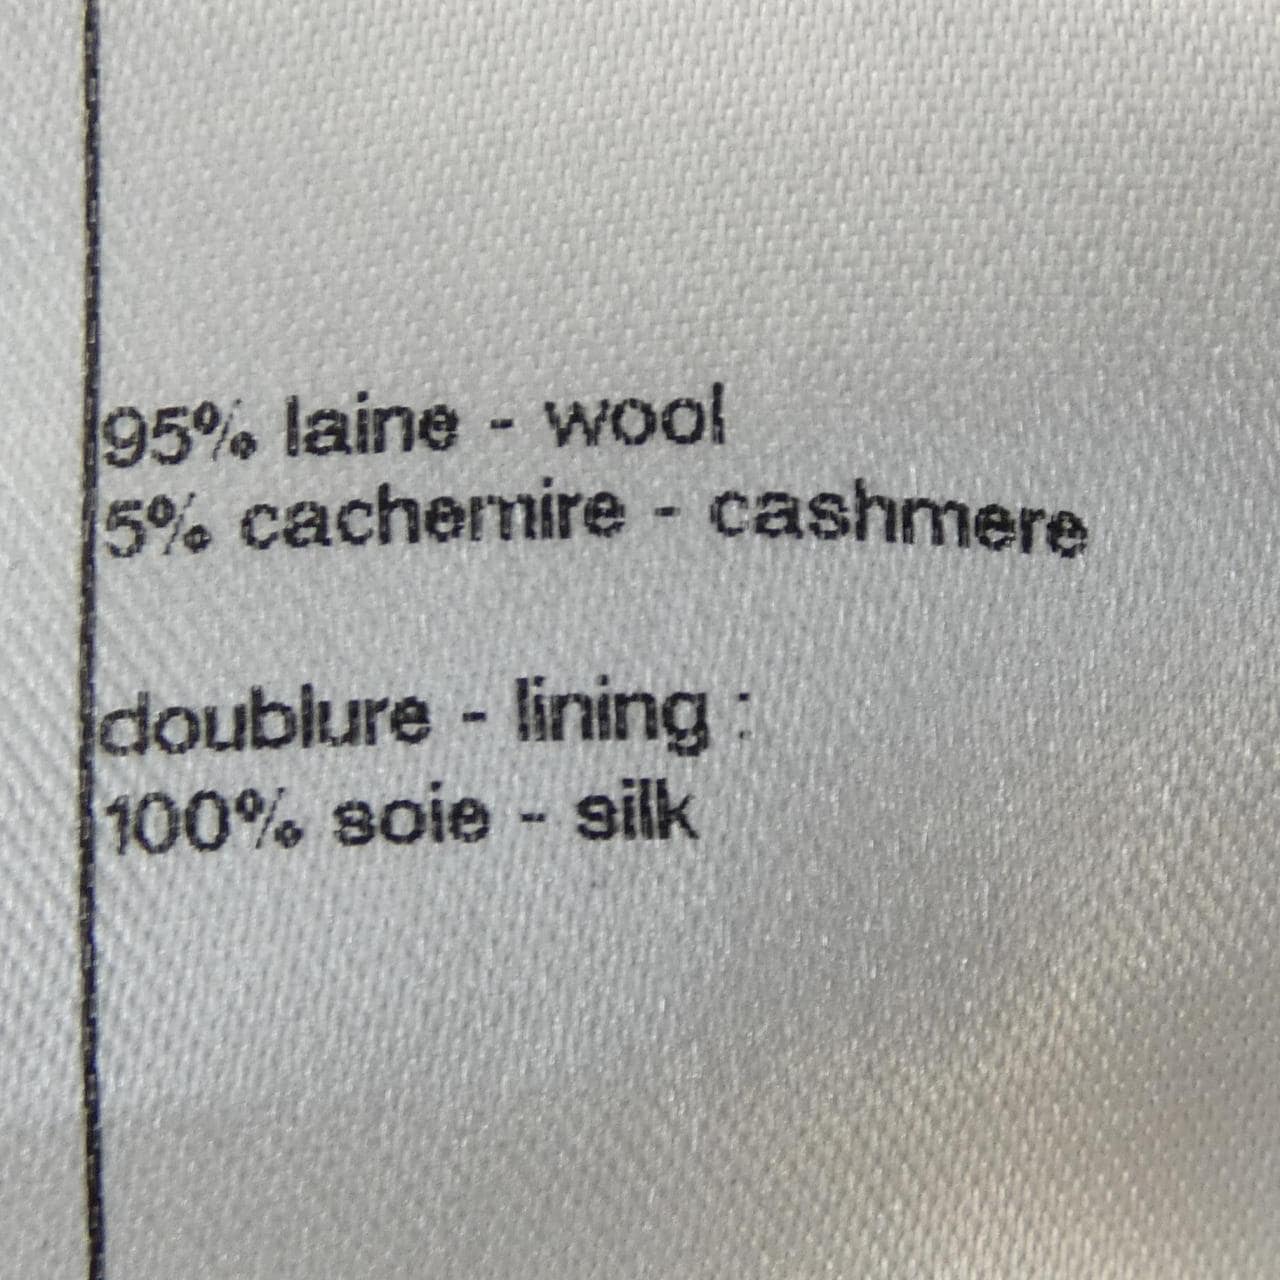 95% laine - wool
5% cachemire - cashmere
doublure - lining :
100% soie - silk